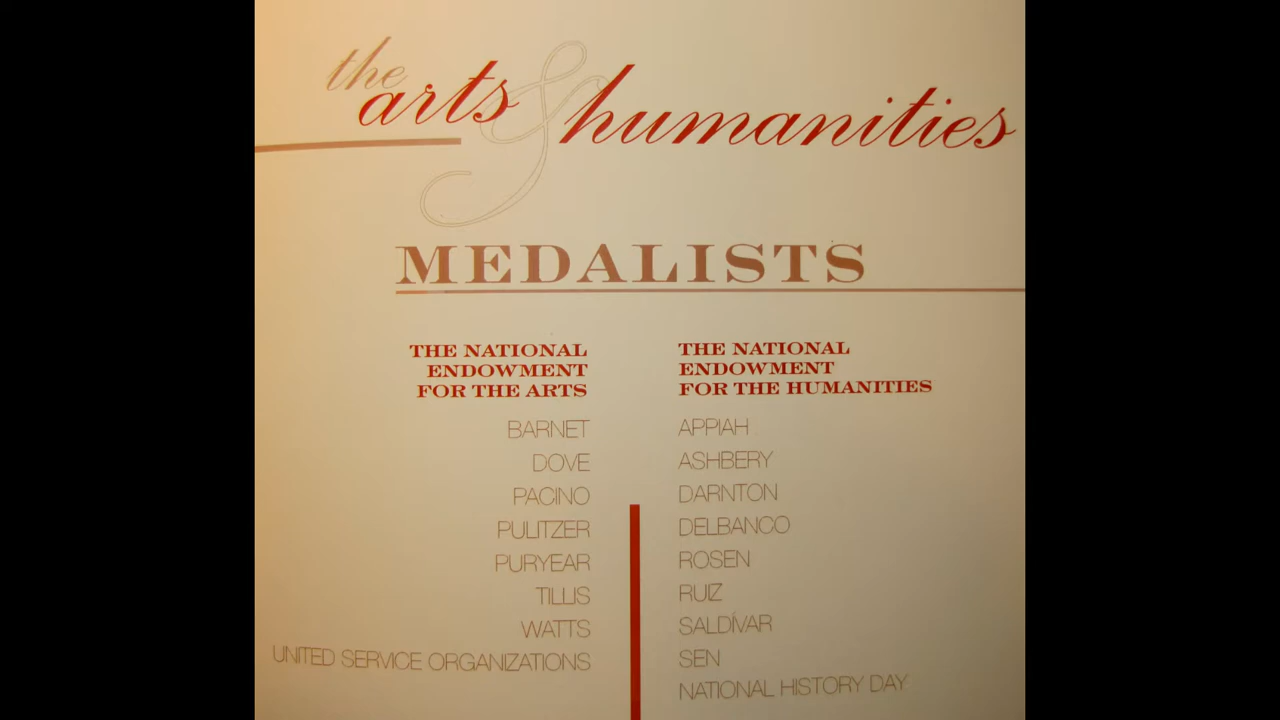 the
arts & humanities
MEDALISTS
THE NATIONAL
ENDOWMENT
FOR THE ARTS
BARNET
DOVE
PACINO
PULITZER
PURYEAR
TILLIS
WATTS
UNITED SERVICE ORGANIZATIONS
THE NATIONAL
ENDOWMENT
FOR THE HUMANITIES
APPIAH
ASHBERY
DARNTON
DELBANCO
ROSEN
RUIZ
SALDÍVAR
SEN
NATIONAL HISTORY DAY